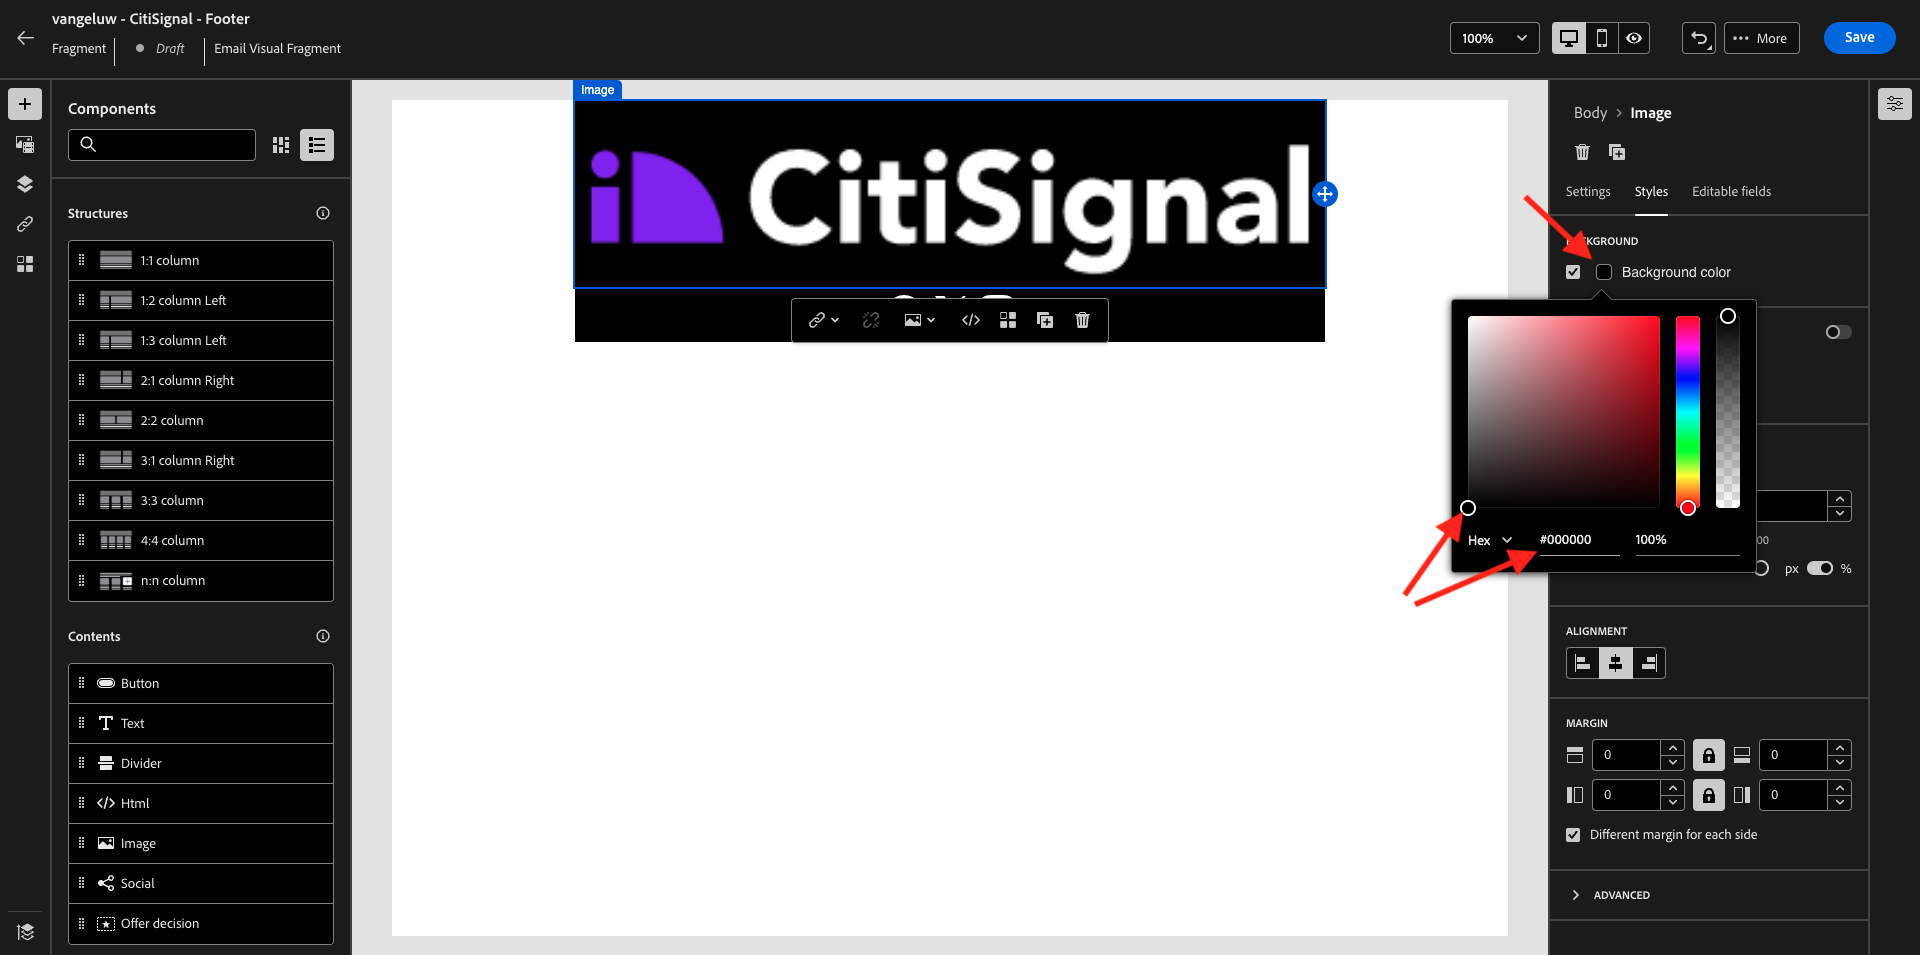 vangeluw - CitiSignal - Footer
Fragment
Draft
Email Visual Fragment
100%
More
Save
Components
Structures
1:1 column
1:2 column Left
1:3 column Left
2:1 column Right
2:2 column
3:1 column Right
3:3 column
4:4 column
n:n column
Contents
Button
Text
Divider
Html
Image
Social
Offer decision
Image
CitiSignal
Body > Image
Settings
Styles
Editable fields
Background color
Hex
#000000
100%
px
%
ALIGNMENT
MARGIN
0
0
0
0
Different margin for each side
ADVANCED